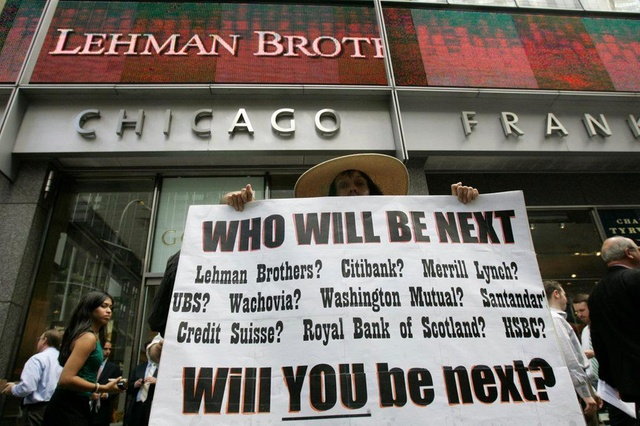 LEHMAN BROTH
CHICAGO
FRANK
WHO WILL BE NEXT
Lehman Brothers? Citibank? Merrill Lynch?
UBS? Wachovia? Washington Mutual? Santandar
Credit Suisse? Royal Bank of Scotland? HSBC?
Will YOU be next?